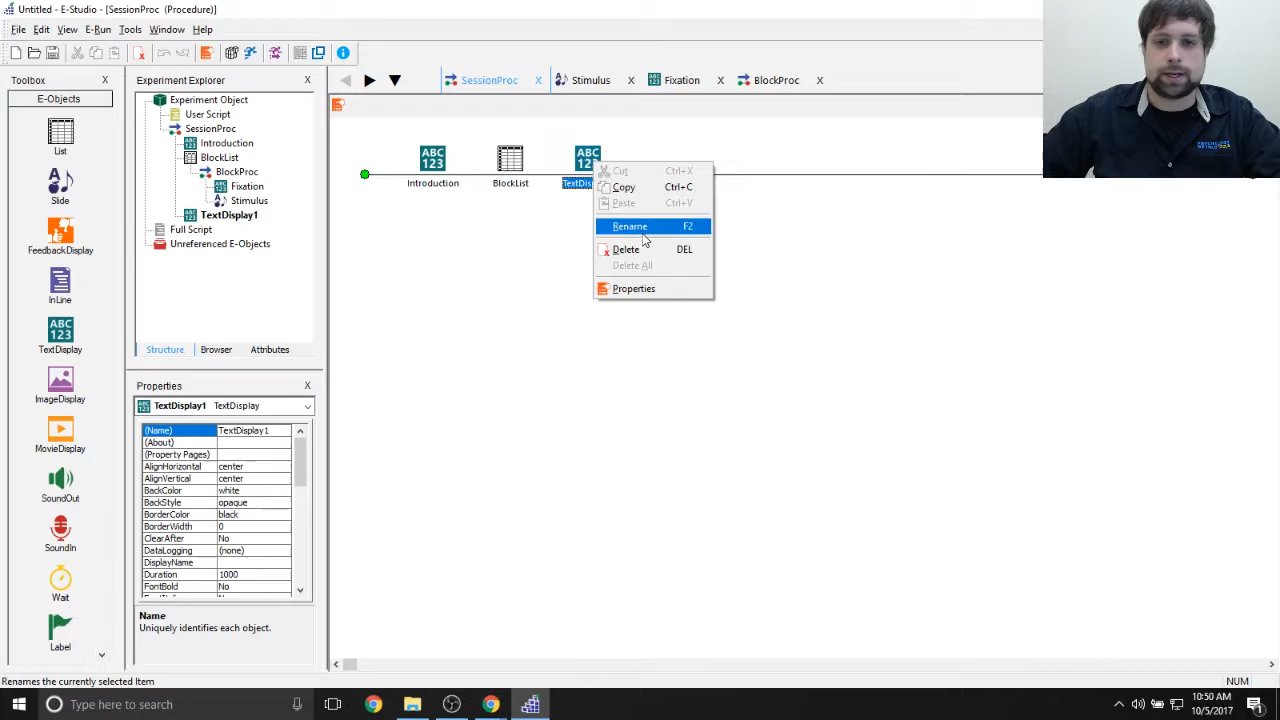 Untitled - E-Studio - [SessionProc (Procedure)]
File Edit View E-Run Tools Window Help
Toolbox X
Experiment Explorer X
SessionProc X
Stimulus X
Fixation X
BlockProc X
E-Objects
List
Slide
FeedbackDisplay
InLine
ABC
123
TextDisplay
ImageDisplay
MovieDisplay
SoundOut
SoundIn
Wait
Label
Experiment Object
User Script
SessionProc
Introduction
BlockList
BlockProc
Fixation
Stimulus
TextDisplay1
Full Script
Unreferenced E-Objects
Structure Browser Attributes
Properties X
TextDisplay1 TextDisplay
(Name) TextDisplay1
(About)
(Property Pages)
AlignHorizontal center
AlignVertical center
BackColor white
BackStyle opaque
BorderColor black
BorderWidth 0
ClearAfter No
DataLogging (none)
DisplayName
Duration 1000
FontBold No
Name
Uniquely identifies each object.
ABC
123
Introduction
BlockList
ABC
123
Cut Ctrl+X
Copy Ctrl+C
Paste Ctrl+V
Rename F2
Delete DEL
Delete All
Properties
Renames the currently selected Item
NUM
Type here to search
10:50 AM
10/5/2017